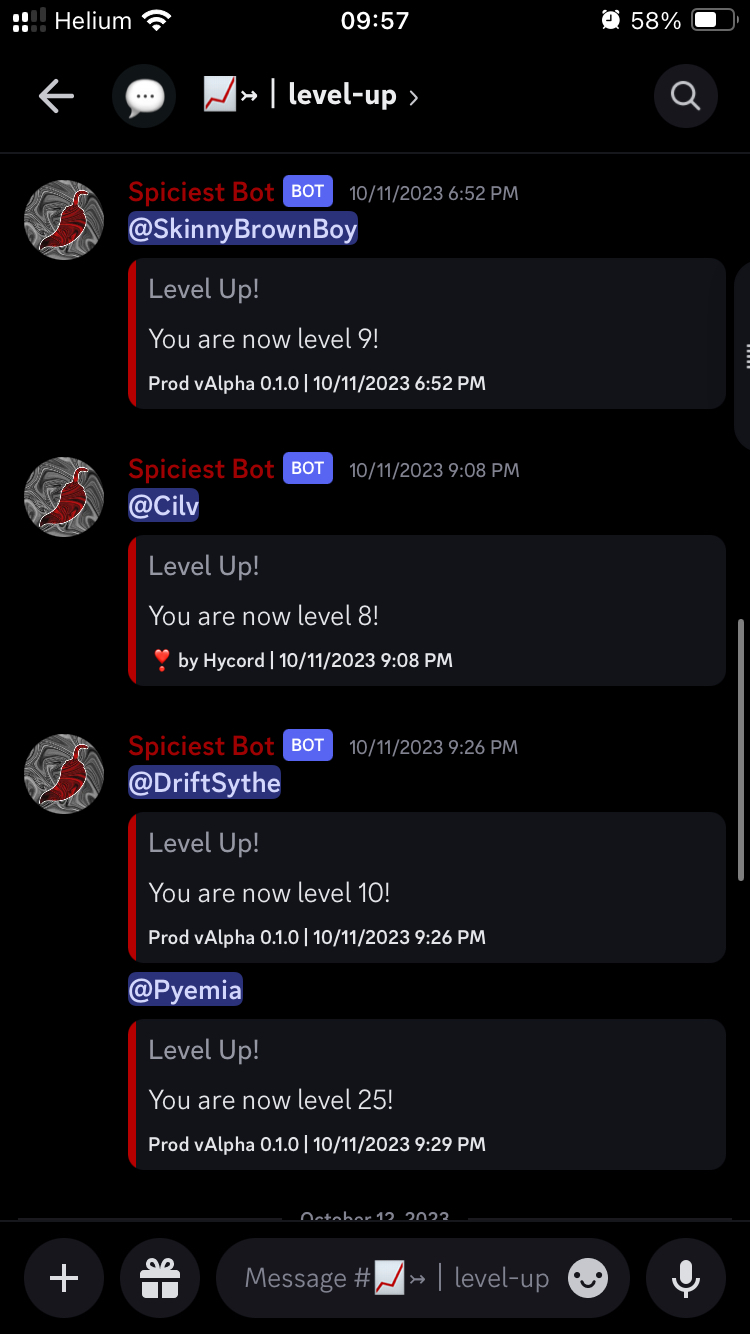 Helium 09:57 58%
| level-up
Spiciest Bot BOT 10/11/2023 6:52 PM
@SkinnyBrownBoy
Level Up!
You are now level 9!
Prod vAlpha 0.1.0 | 10/11/2023 6:52 PM
Spiciest Bot BOT 10/11/2023 9:08 PM
@Cilv
Level Up!
You are now level 8!
❣️ by Hycord | 10/11/2023 9:08 PM
Spiciest Bot BOT 10/11/2023 9:26 PM
@DriftSythe
Level Up!
You are now level 10!
Prod vAlpha 0.1.0 | 10/11/2023 9:26 PM
@Pyemia
Level Up!
You are now level 25!
Prod vAlpha 0.1.0 | 10/11/2023 9:29 PM
October 12, 2023
Message #📈↣ | level-up